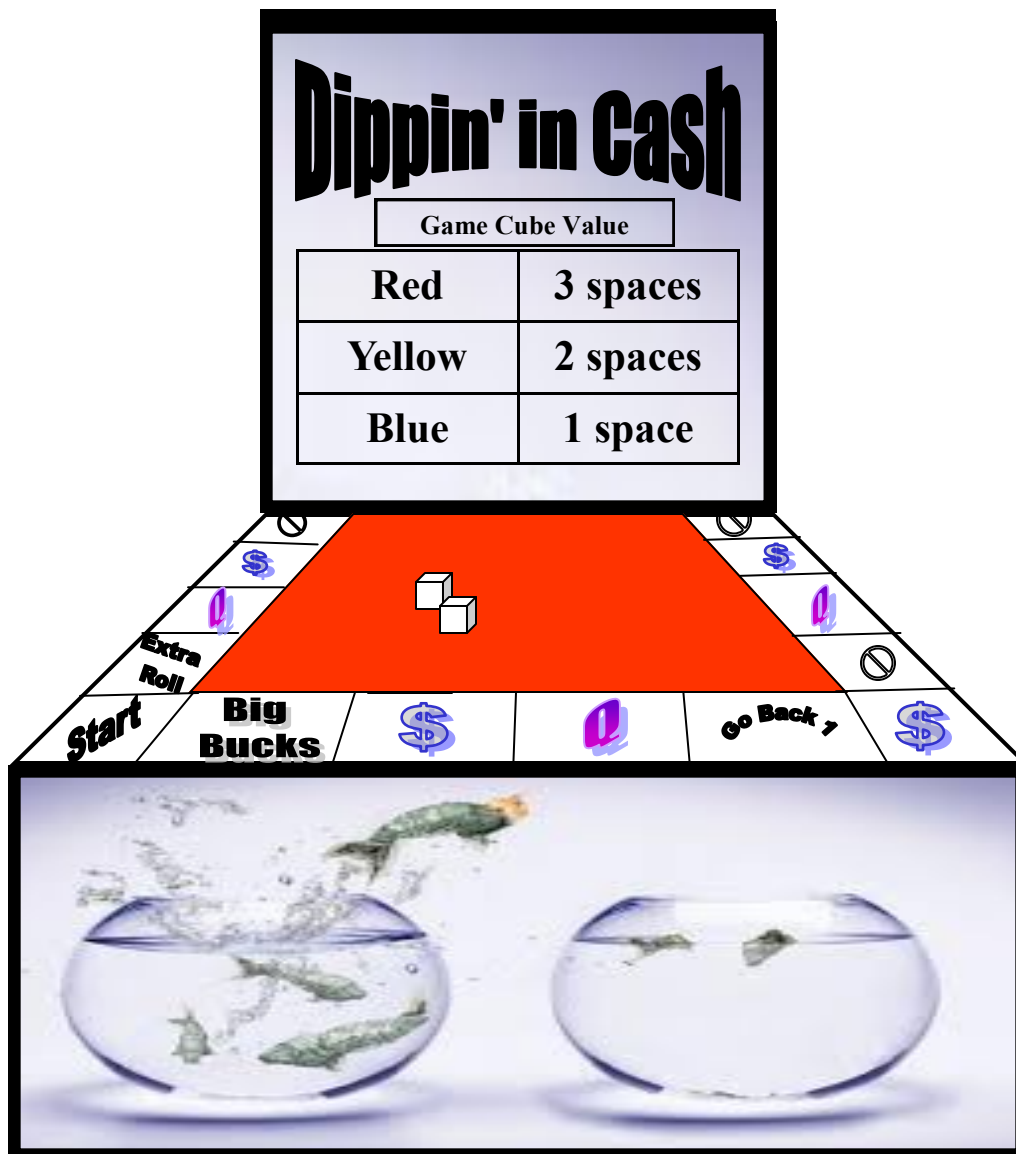 Dippin' in Cash
Game Cube Value
Red 3 spaces
Yellow 2 spaces
Blue 1 space
$ $
Q Q
Extra
Roll
Start
Big
Bucks
$ Q Go Back 1 $